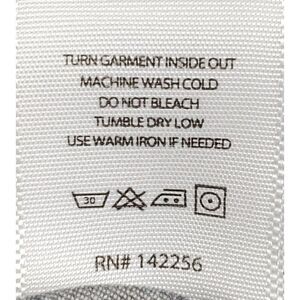 TURN GARMENT INSIDE OUT
MACHINE WASH COLD
DO NOT BLEACH
TUMBLE DRY LOW
USE WARM IRON IF NEEDED
30
RN# 142256